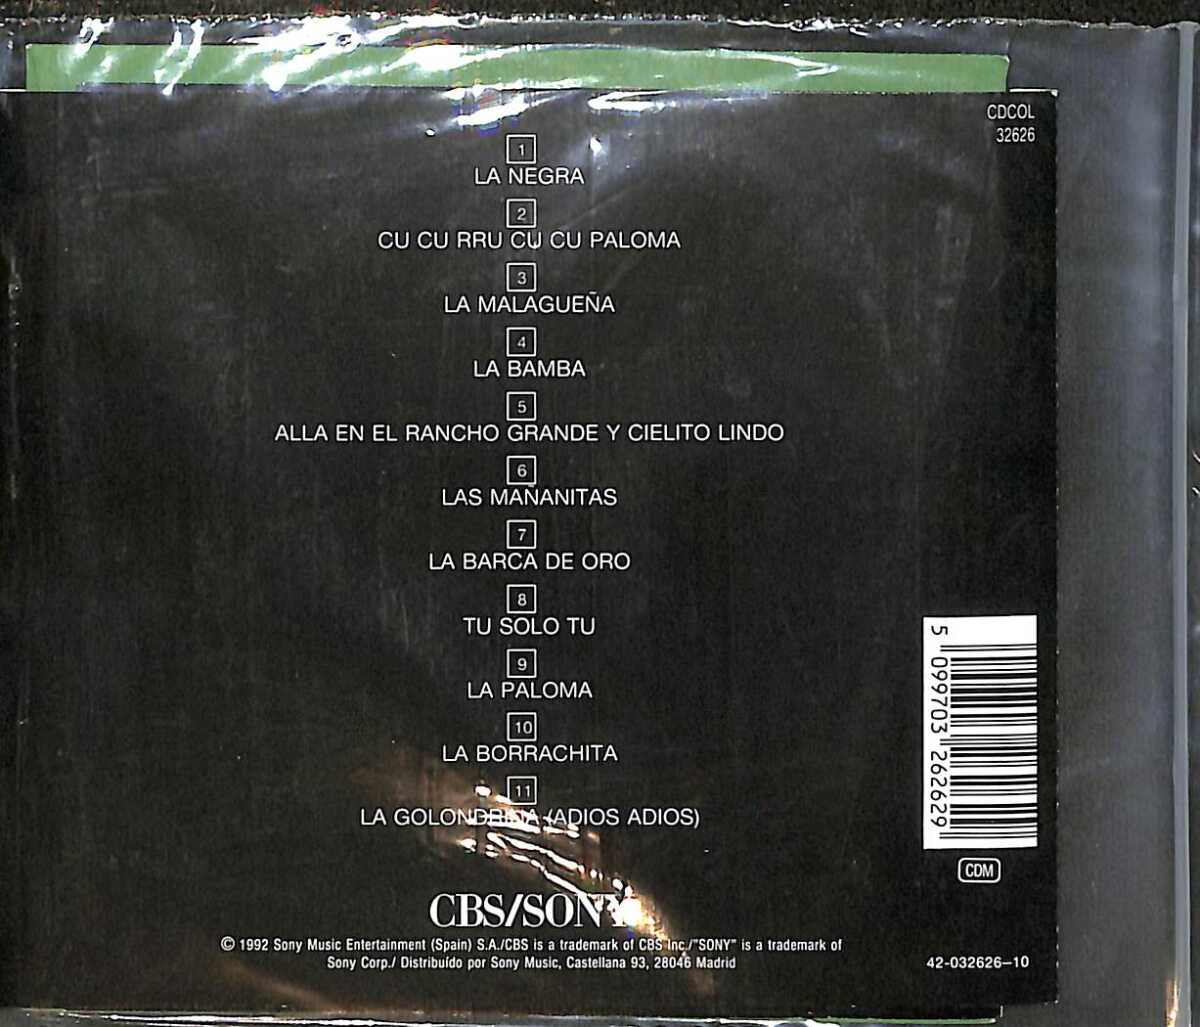 CDCOL
32626
1
LA NEGRA
2
CU CU RRU CU CU PALOMA
3
LA MALAGUEÑA
4
LA BAMBA
5
ALLA EN EL RANCHO GRANDE Y CIELITO LINDO
6
LAS MAÑANITAS
7
LA BARCA DE ORO
8
TU SOLO TU
9
LA PALOMA
10
LA BORRACHITA
11
LA GOLONDRINA (ADIOS ADIOS)
5 099703 262629
CDM
CBS/SONY
© 1992 Sony Music Entertainment (Spain) S.A./CBS is a trademark of CBS Inc./"SONY" is a trademark of
Sony Corp./ Distribuído por Sony Music, Castellana 93, 28046 Madrid
42-032626-10